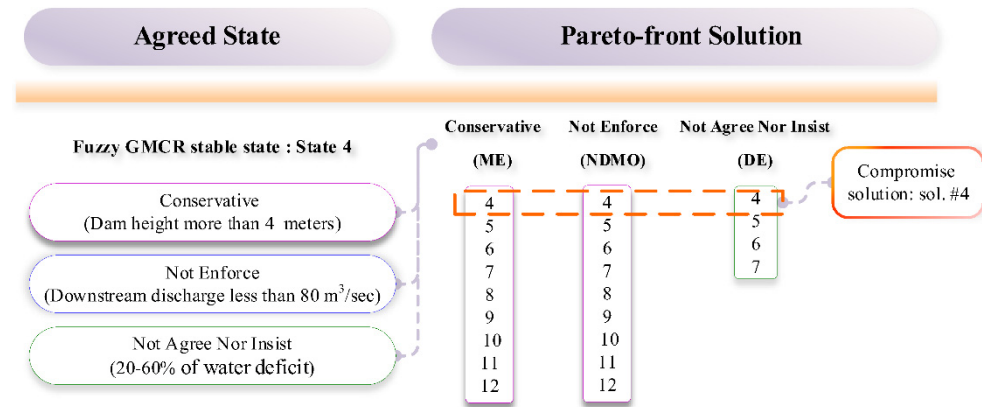 Agreed State
Pareto-front Solution
Fuzzy GMCR stable state : State 4
Conservative
(Dam height more than 4 meters)
Not Enforce
(Downstream discharge less than 80 m³/sec)
Not Agree Nor Insist
(20-60% of water deficit)
Conservative
(ME)
4
5
6
7
8
9
10
11
12
Not Enforce
(NDMO)
4
5
6
7
8
9
10
11
12
Not Agree Nor Insist
(DE)
4
5
6
7
Compromise
solution: sol. #4